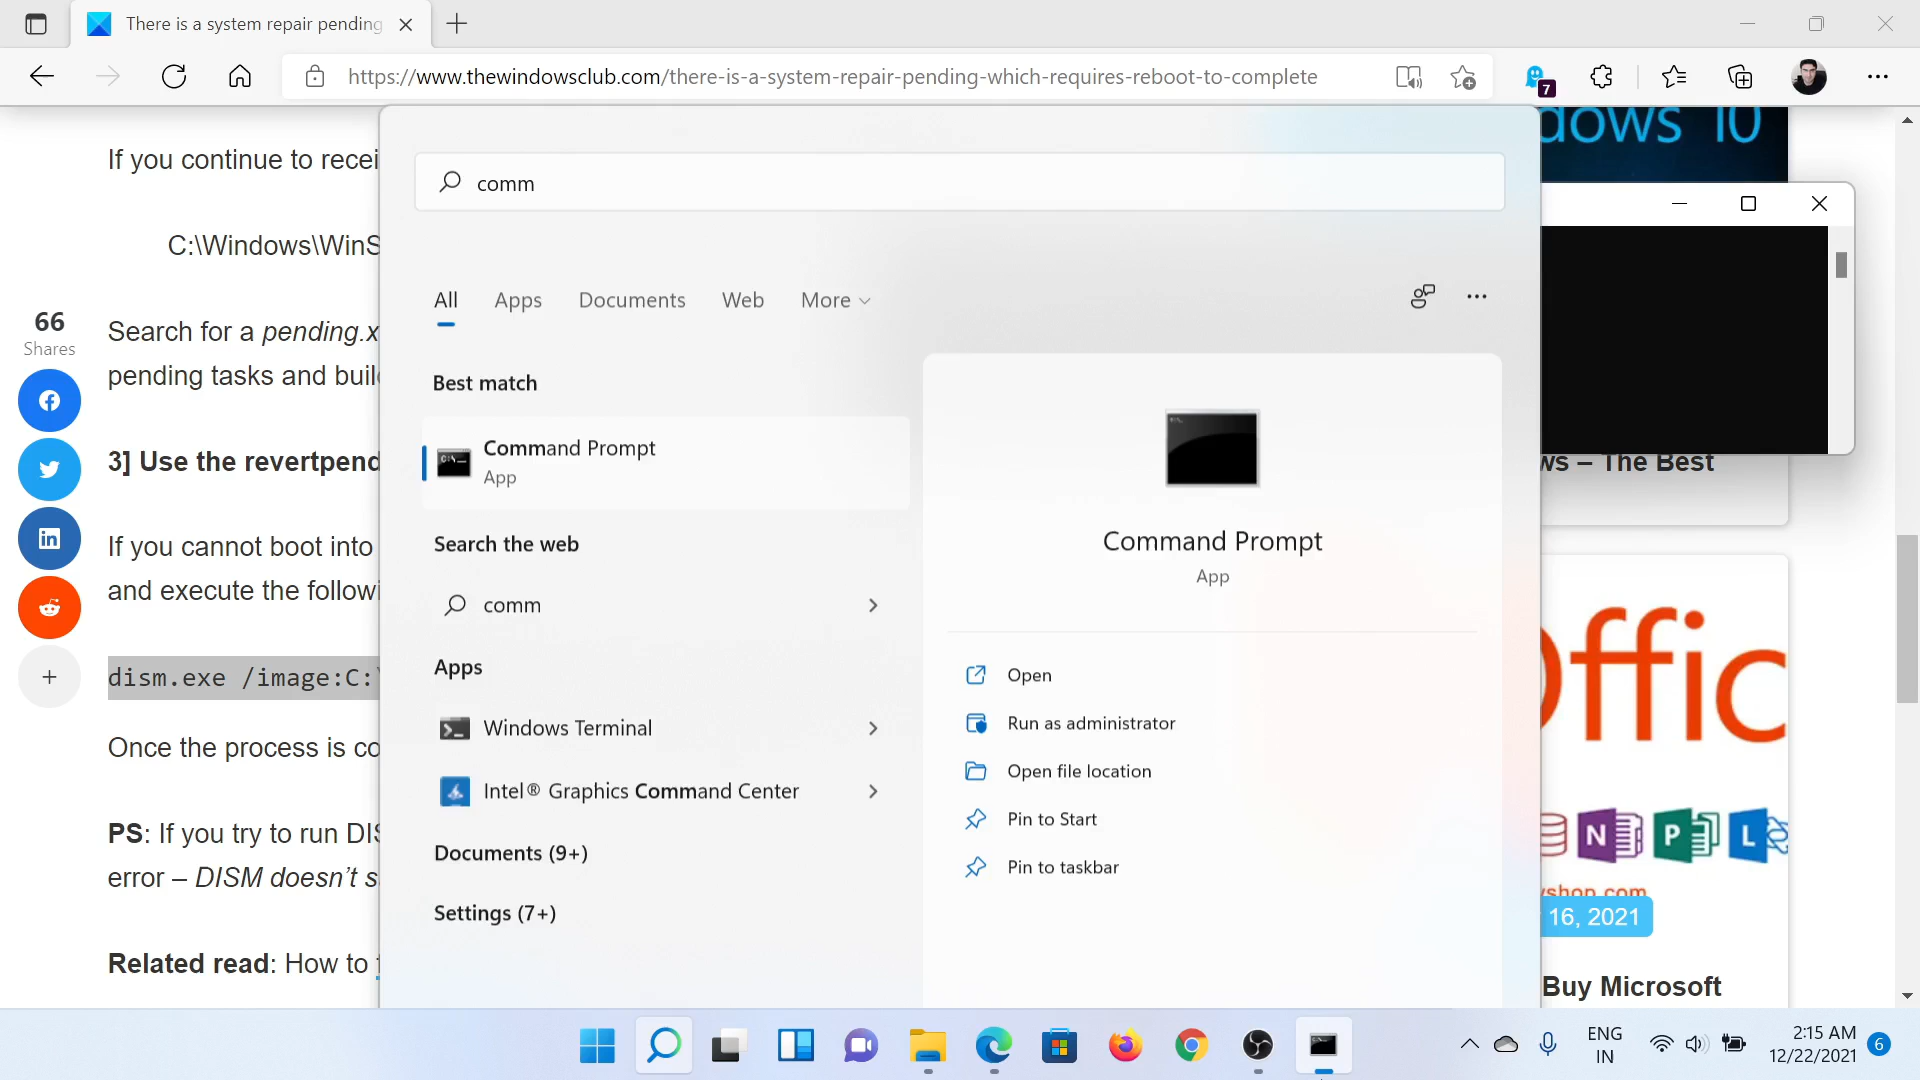 There is a system repair pending
https://www.thewindowsclub.com/there-is-a-system-repair-pending-which-requires-reboot-to-complete
7
dows 10
If you continue to recei
comm
C:\Windows\WinS
All Apps Documents Web More
66
Shares
Search for a pending.x
pending tasks and buil
Best match
Command Prompt
App
3] Use the revertpend
ws – The Best
Search the web
If you cannot boot into
and execute the followi
comm
Command Prompt
App
Apps
dism.exe /image:C:\
Open
Windows Terminal
Run as administrator
Once the process is co
Open file location
Intel® Graphics Command Center
Pin to Start
PS: If you try to run DIS
error – DISM doesn't s
Documents (9+)
Pin to taskbar
Settings (7+)
Offic
N P L
wshop.com
16, 2021
Related read: How to f
Buy Microsoft
ENG
IN
2:15 AM
12/22/2021
6